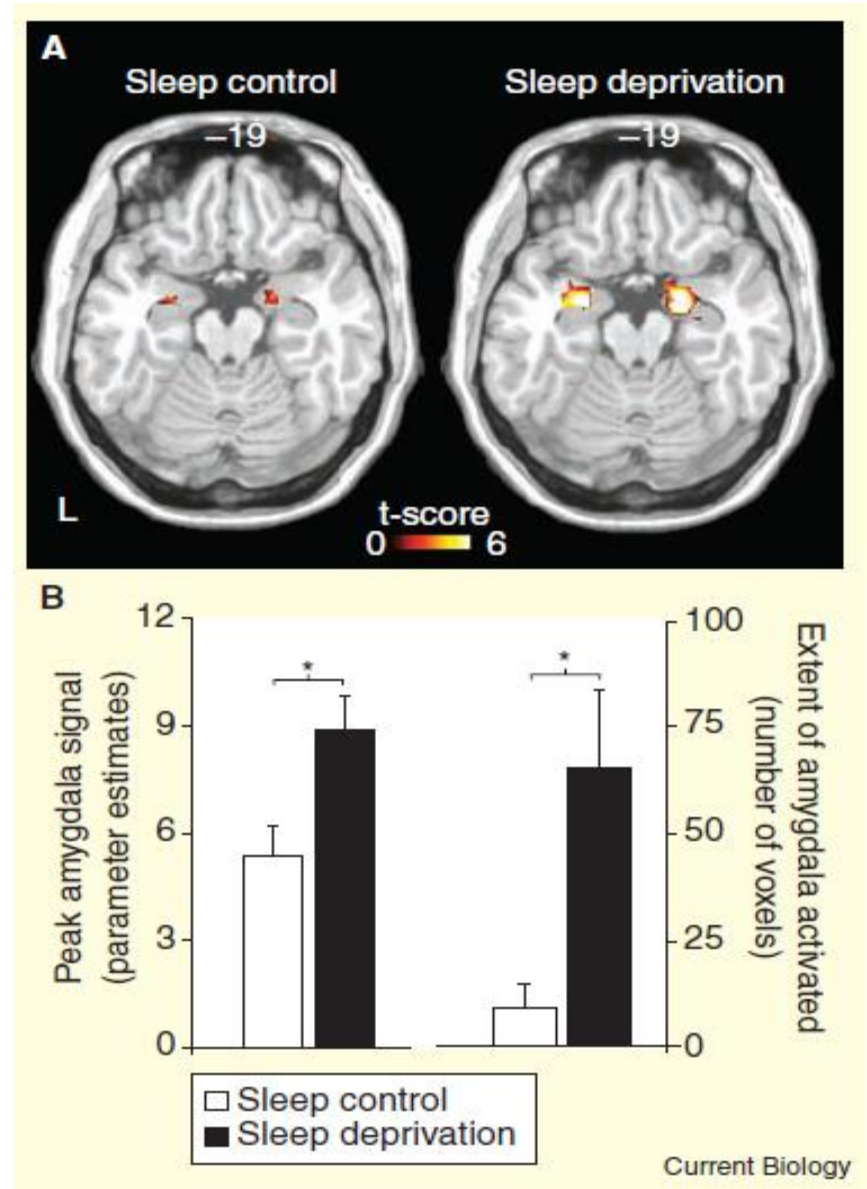 A
Sleep control
Sleep deprivation
–19
–19
L
t-score
0
6
B
Peak amygdala signal
(parameter estimates)
12
9
6
3
0
*
*
100
75
50
25
0
Extent of amygdala activated
(number of voxels)
Sleep control
Sleep deprivation
Current Biology